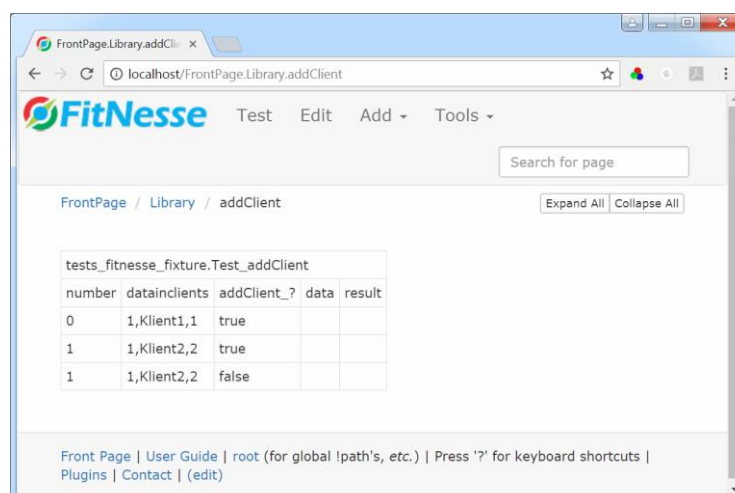 FrontPage.Library.addClie
localhost/FrontPage.Library.addClient
FitNesse Test Edit Add Tools
Search for page
FrontPage / Library / addClient Expand All Collapse All
tests_fitnesse_fixture.Test_addClient
number datainclients addClient_? data result
0 1,Klient1,1 true
1 1,Klient2,2 true
1 1,Klient2,2 false
Front Page | User Guide | root (for global !path's, etc.) | Press '?' for keyboard shortcuts |
Plugins | Contact | (edit)